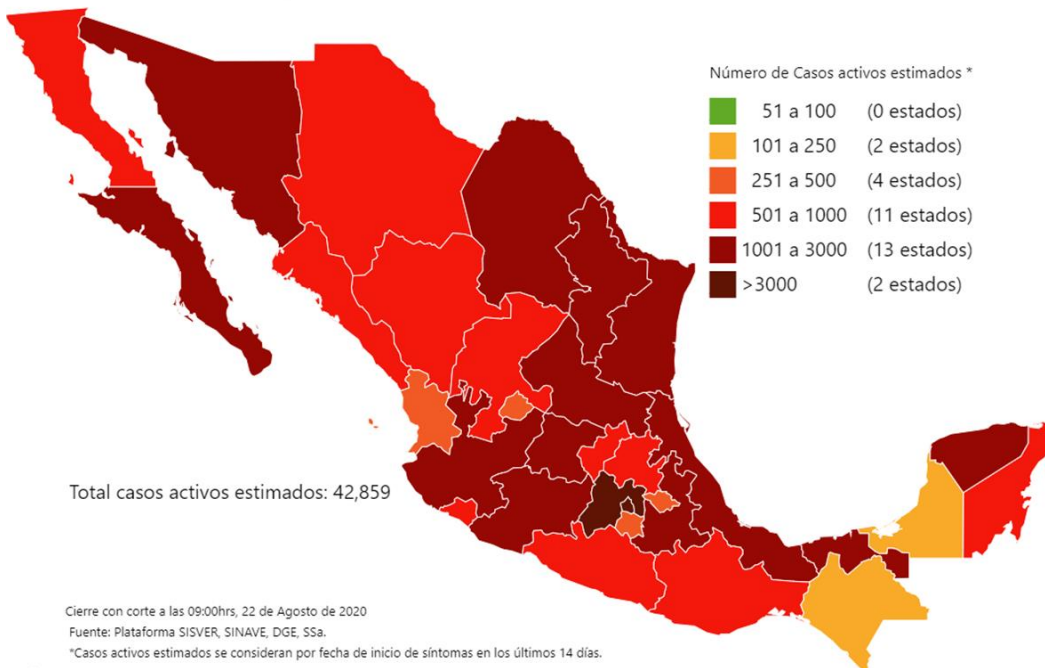 Número de Casos activos estimados *
51 a 100 (0 estados)
101 a 250 (2 estados)
251 a 500 (4 estados)
501 a 1000 (11 estados)
1001 a 3000 (13 estados)
>3000 (2 estados)
Total casos activos estimados: 42,859
Cierre con corte a las 09:00hrs, 22 de Agosto de 2020
Fuente: Plataforma SISVER, SINAVE, DGE, SSa.
*Casos activos estimados se consideran por fecha de inicio de síntomas en los últimos 14 días.